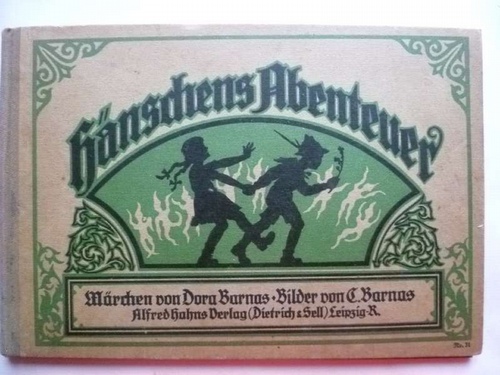 Hänschens Abenteuer
Märchen von Dora Barnas · Bilder von C. Barnas
Alfred Hahns Verlag (Dietrich & Sell) Leipzig-R.